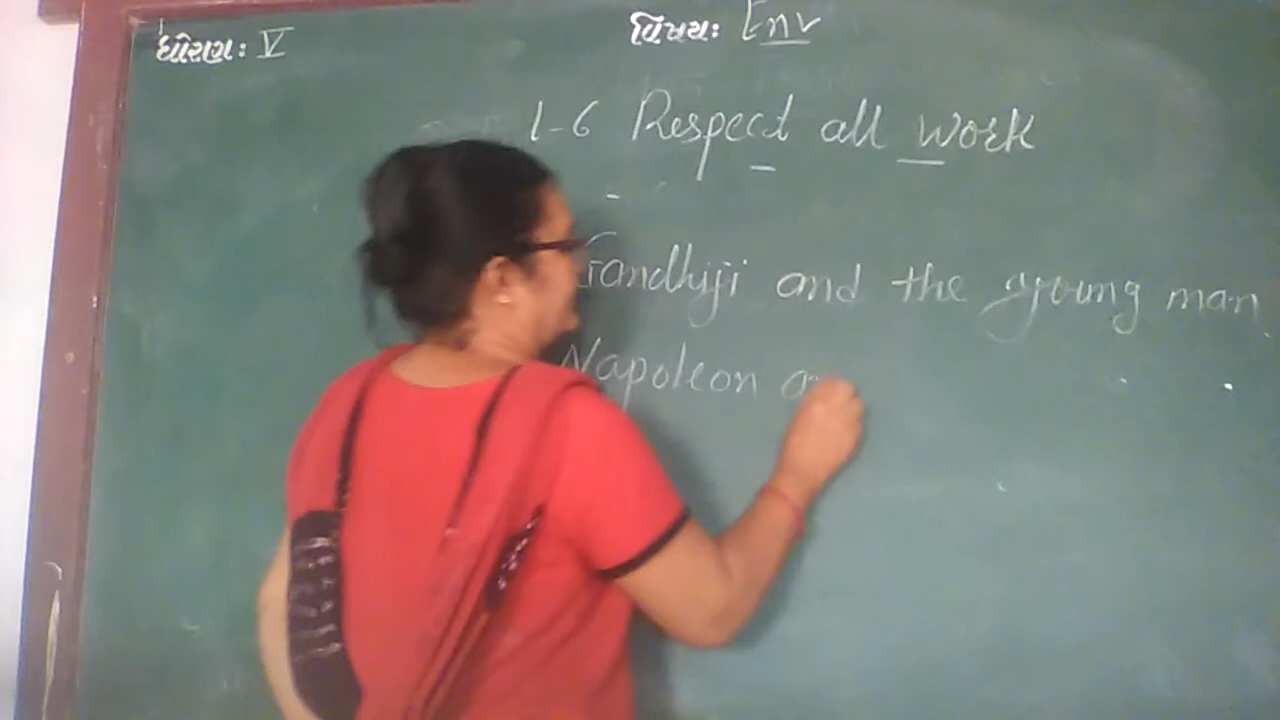 ધોરણ: V
વિષય: Env
1-6 Respect all work
Gandhiji and the young man
Napoleon